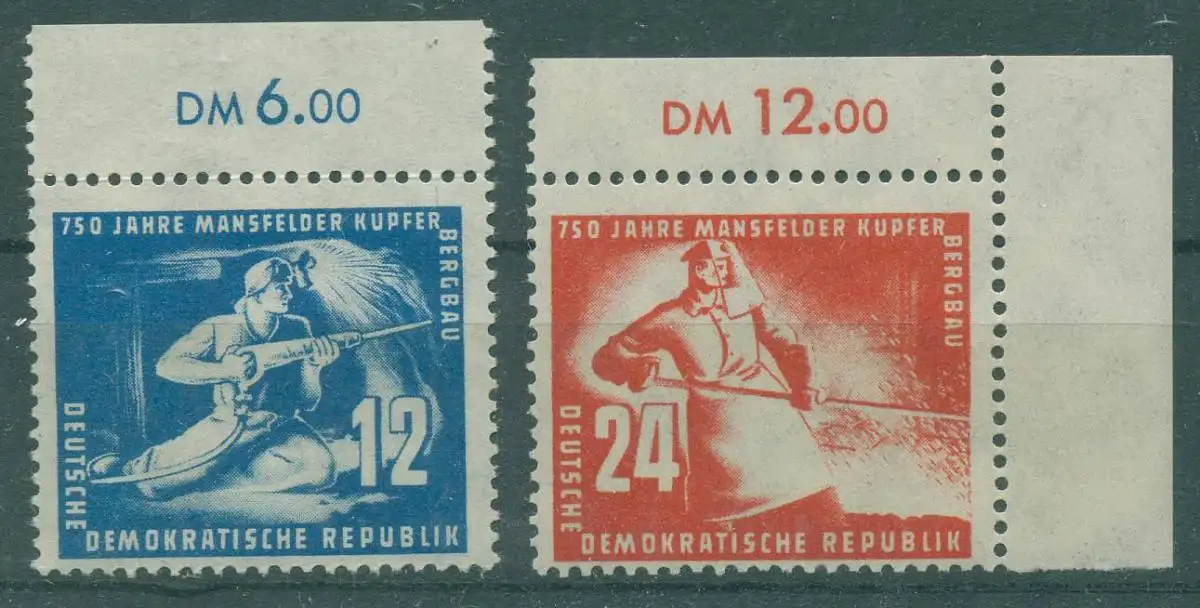 DM 6.00
750 JAHRE MANSFELDER KUPFER
BERGBAU
12
DEUTSCHE
DEMOKRATISCHE REPUBLIK
DM 12.00
750 JAHRE MANSFELDER KUPFER
BERGBAU
24
DEUTSCHE
DEMOKRATISCHE REPUBLIK